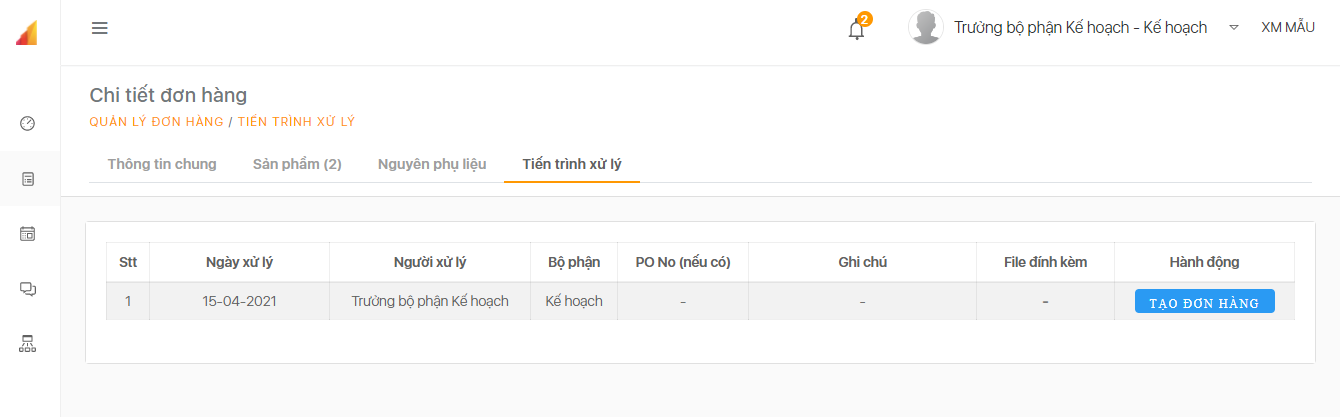 2
Trưởng bộ phận Kế hoạch - Kế hoạch
XM MẪU
Chi tiết đơn hàng
QUẢN LÝ ĐƠN HÀNG / TIẾN TRÌNH XỬ LÝ
Thông tin chung Sản phẩm (2) Nguyên phụ liệu Tiến trình xử lý
Stt Ngày xử lý Người xử lý Bộ phận PO No (nếu có) Ghi chú File đính kèm Hành động
1 15-04-2021 Trưởng bộ phận Kế hoạch Kế hoạch - - - TẠO ĐƠN HÀNG